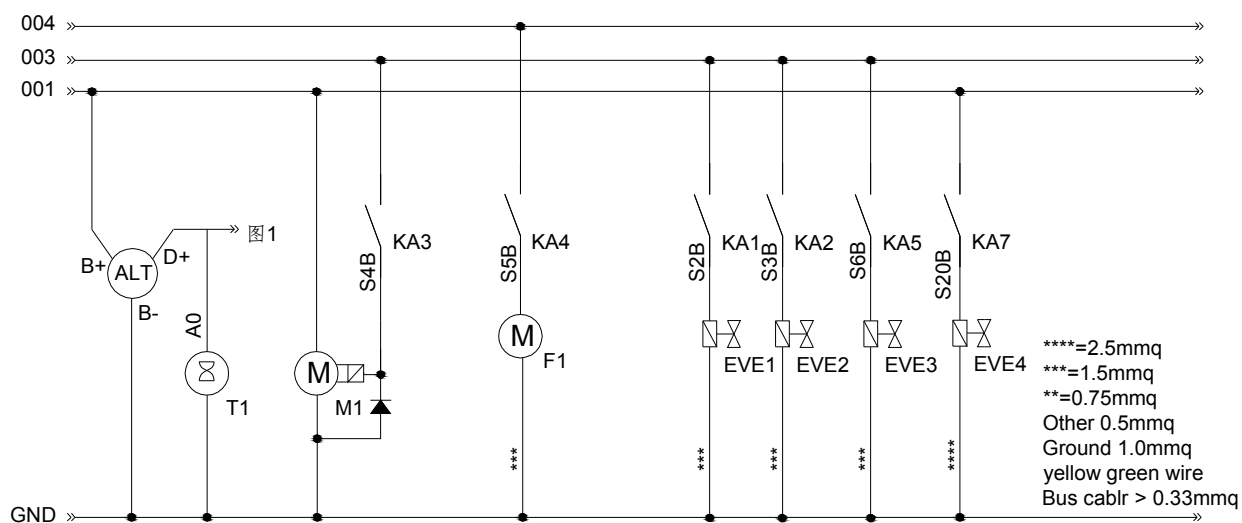 004
003
001
图1
B+
ALT
D+
B-
A0
T1
M
M1
S4B
KA3
S5B
KA4
M
F1
***
S2B
KA1
EVE1
***
S3B
KA2
EVE2
***
S6B
KA5
EVE3
***
S20B
KA7
EVE4
****
****=2.5mmq
***=1.5mmq
**=0.75mmq
Other 0.5mmq
Ground 1.0mmq
yellow green wire
Bus cablr > 0.33mmq
GND